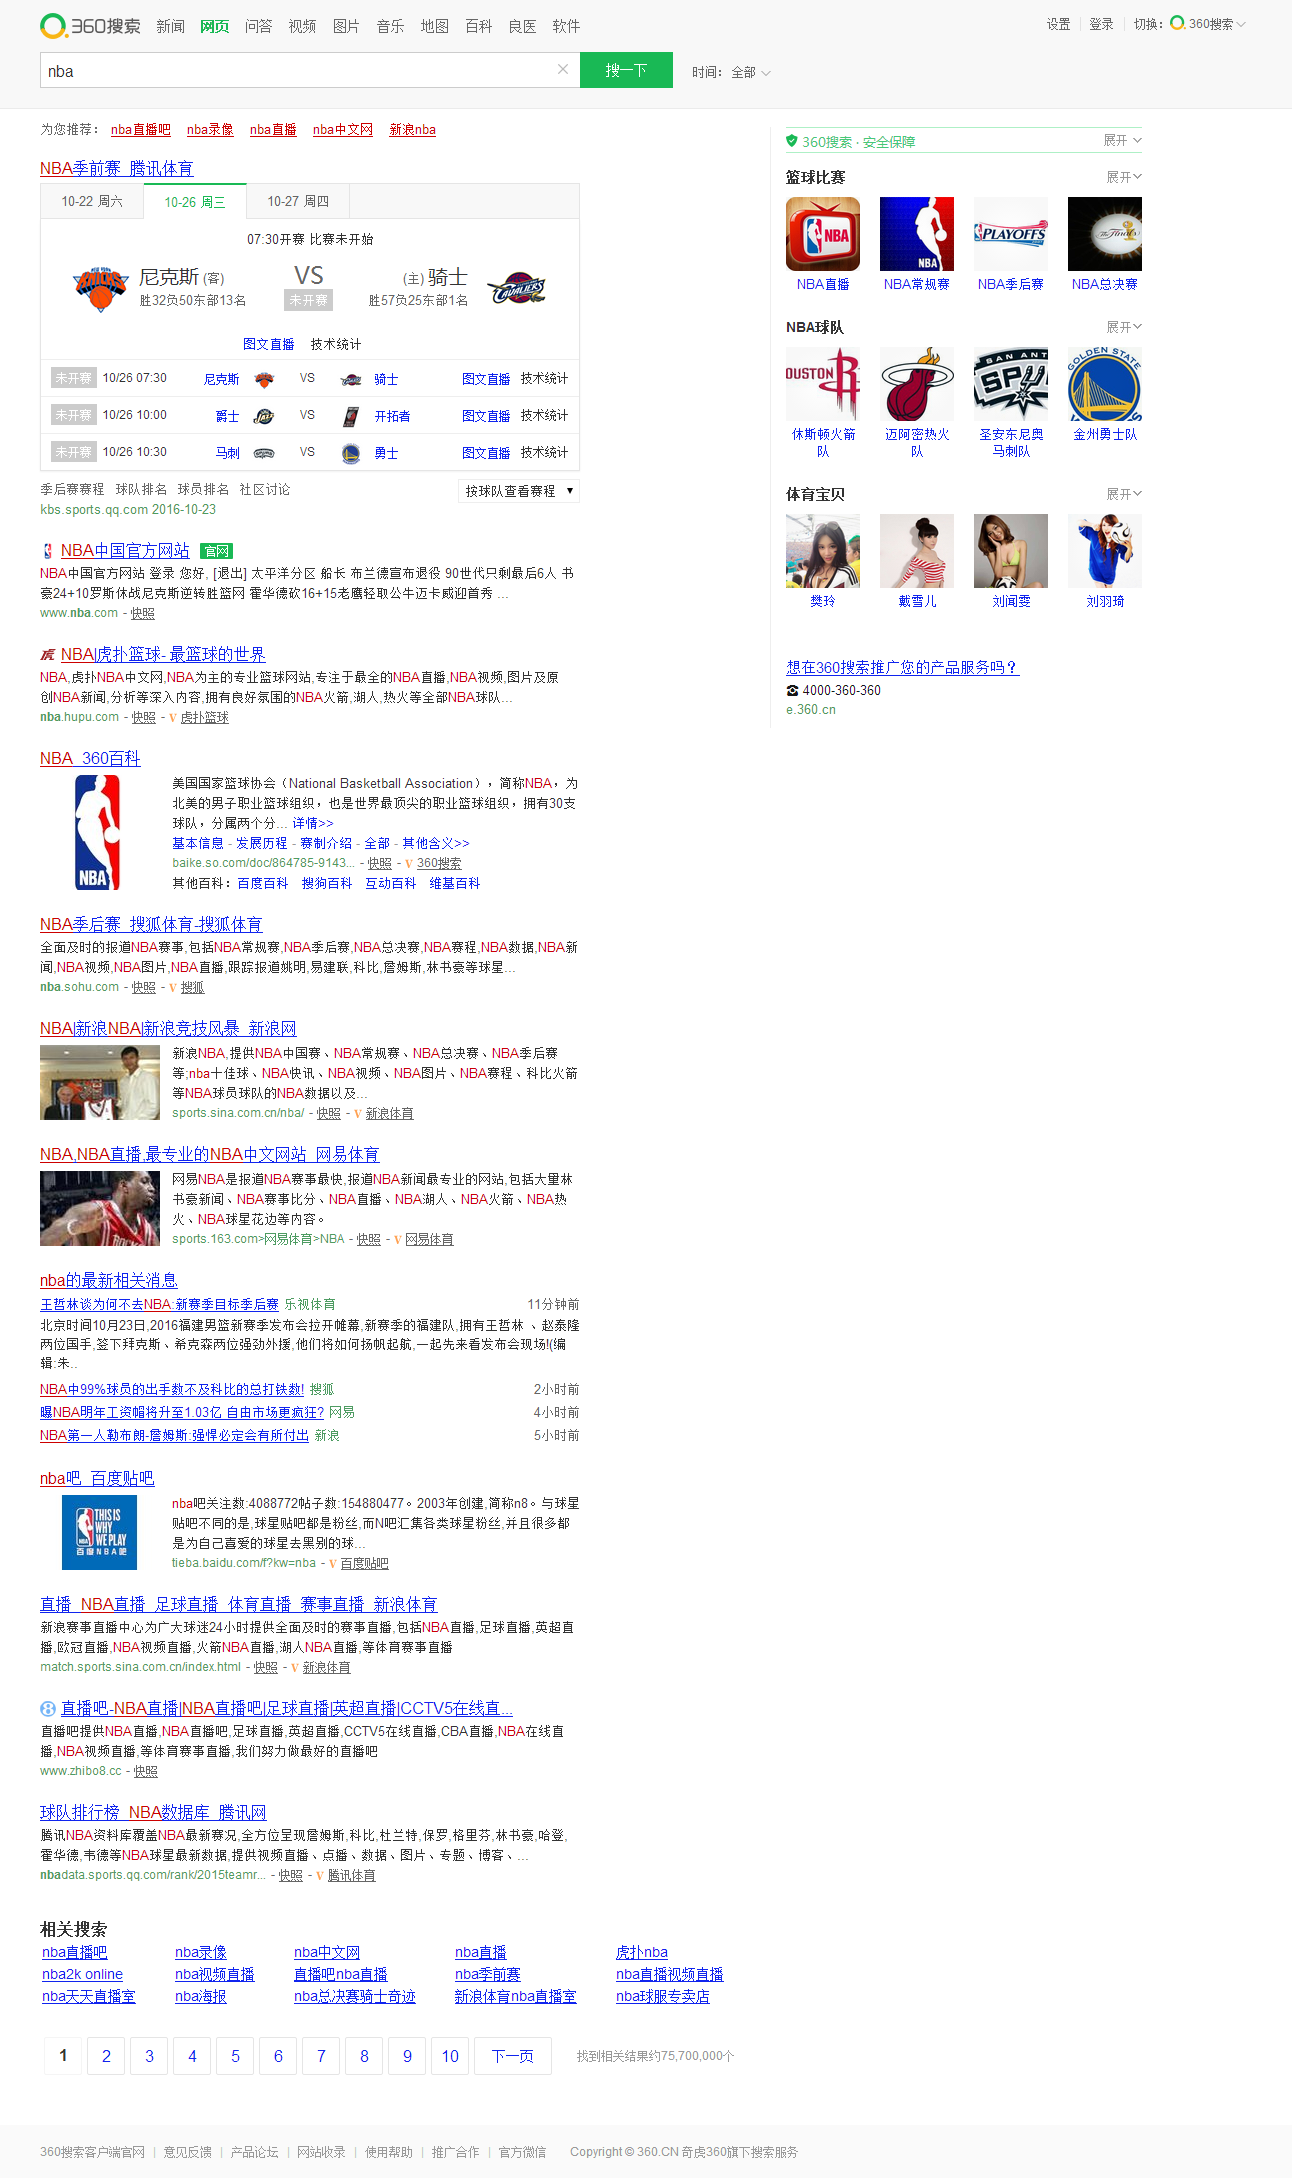 360搜索 新闻 网页 问答 视频 图片 音乐 地图 百科 良医 软件
设置 登录 切换: 360搜索
nba 搜一下 时间: 全部
为您推荐: nba直播吧 nba录像 nba直播 nba中文网 新浪nba
NBA季前赛_腾讯体育
10-22 周六 10-26 周三 10-27 周四
07:30开赛 比赛未开始
尼克斯 (客) VS (主) 骑士
胜32负50东部13名 未开赛 胜57负25东部1名
图文直播 技术统计
未开赛 10/26 07:30 尼克斯 VS 骑士 图文直播 技术统计
未开赛 10/26 10:00 爵士 VS 开拓者 图文直播 技术统计
未开赛 10/26 10:30 马刺 VS 勇士 图文直播 技术统计
季后赛赛程 球队排名 球员排名 社区讨论 按球队查看赛程
kbs.sports.qq.com 2016-10-23
NBA中国官方网站 官网
NBA中国官方网站 登录 您好, [退出] 太平洋分区 船长 布兰德宣布退役 90世代只剩最后6人 书
豪24+10罗斯休战尼克斯逆转胜篮网 霍华德砍16+15老鹰轻取公牛迈卡威迎首秀 ...
www.nba.com - 快照
虎 NBA|虎扑篮球- 最篮球的世界
NBA,虎扑NBA中文网,NBA为主的专业篮球网站,专注于最全的NBA直播,NBA视频,图片及原
创NBA新闻,分析等深入内容,拥有良好氛围的NBA火箭,湖人,热火等全部NBA球队...
nba.hupu.com - 快照 - v 虎扑篮球
NBA_360百科
NBA
美国国家篮球协会（National Basketball Association），简称NBA，为
北美的男子职业篮球组织，也是世界最顶尖的职业篮球组织，拥有30支
球队，分属两个分... 详情>>
基本信息 - 发展历程 - 赛制介绍 - 全部 - 其他含义>>
baike.so.com/doc/864785-9143... - 快照 - v 360搜索
其他百科: 百度百科 搜狗百科 互动百科 维基百科
NBA季后赛_搜狐体育-搜狐体育
全面及时的报道NBA赛事,包括NBA常规赛,NBA季后赛,NBA总决赛,NBA赛程,NBA数据,NBA新
闻,NBA视频,NBA图片,NBA直播,跟踪报道姚明,易建联,科比,詹姆斯,林书豪等球星...
nba.sohu.com - 快照 - v 搜狐
NBA|新浪NBA|新浪竞技风暴_新浪网
新浪NBA,提供NBA中国赛、NBA常规赛、NBA总决赛、NBA季后赛
等;nba十佳球、NBA快讯、NBA视频、NBA图片、NBA赛程、科比火箭
等NBA球员球队的NBA数据以及...
sports.sina.com.cn/nba/ - 快照 - v 新浪体育
NBA,NBA直播,最专业的NBA中文网站_网易体育
网易NBA是报道NBA赛事最快,报道NBA新闻最专业的网站,包括大量林
书豪新闻、NBA赛事比分、NBA直播、NBA湖人、NBA火箭、NBA热
火、NBA球星花边等内容。
sports.163.com>网易体育>NBA - 快照 - v 网易体育
nba的最新相关消息
王哲林谈为何不去NBA:新赛季目标季后赛 乐视体育 11分钟前
北京时间10月23日,2016福建男篮新赛季发布会拉开帷幕,新赛季的福建队,拥有王哲林 、赵泰隆
两位国手,签下拜克斯、希克森两位强劲外援,他们将如何扬帆起航,一起先来看发布会现场!(编
辑:朱..
NBA中99%球员的出手数不及科比的总打铁数! 搜狐 2小时前
曝NBA明年工资帽将升至1.03亿 自由市场更疯狂? 网易 4小时前
NBA第一人勒布朗-詹姆斯:强悍必定会有所付出 新浪 5小时前
nba吧_百度贴吧
THIS IS WHY WE PLAY
百度NBA吧
nba吧关注数:4088772帖子数:154880477。2003年创建,简称n8。与球星
贴吧不同的是,球星贴吧都是粉丝,而N吧汇集各类球星粉丝,并且很多都
是为自己喜爱的球星去黑别的球...
tieba.baidu.com/f?kw=nba - v 百度贴吧
直播_NBA直播_足球直播_体育直播_赛事直播_新浪体育
新浪赛事直播中心为广大球迷24小时提供全面及时的赛事直播,包括NBA直播,足球直播,英超直
播,欧冠直播,NBA视频直播,火箭NBA直播,湖人NBA直播,等体育赛事直播
match.sports.sina.com.cn/index.html - 快照 - v 新浪体育
直播吧-NBA直播|NBA直播吧|足球直播|英超直播|CCTV5在线直...
直播吧提供NBA直播,NBA直播吧,足球直播,英超直播,CCTV5在线直播,CBA直播,NBA在线直
播,NBA视频直播,等体育赛事直播,我们努力做最好的直播吧
www.zhibo8.cc - 快照
球队排行榜_NBA数据库_腾讯网
腾讯NBA资料库覆盖NBA最新赛况,全方位呈现詹姆斯,科比,杜兰特,保罗,格里芬,林书豪,哈登,
霍华德,韦德等NBA球星最新数据,提供视频直播、点播、数据、图片、专题、博客、...
nbadata.sports.qq.com/rank/2015teamr... - 快照 - v 腾讯体育
360搜索 · 安全保障 展开
篮球比赛 展开
NBA NBA PLAYOFFS The Finals
NBA直播 NBA常规赛 NBA季后赛 NBA总决赛
NBA球队 展开
OUSTON SAN ANT SPU GOLDEN STATE
休斯顿火箭队 迈阿密热火队 圣安东尼奥马刺队 金州勇士队
体育宝贝 展开
樊玲 戴雪儿 刘闻雯 刘羽琦
想在360搜索推广您的产品服务吗？
4000-360-360
e.360.cn
相关搜索
nba直播吧 nba录像 nba中文网 nba直播 虎扑nba
nba2k online nba视频直播 直播吧nba直播 nba季前赛 nba直播视频直播
nba天天直播室 nba海报 nba总决赛骑士奇迹 新浪体育nba直播室 nba球服专卖店
1 2 3 4 5 6 7 8 9 10 下一页 找到相关结果约75,700,000个
360搜索客户端官网 | 意见反馈 | 产品论坛 | 网站收录 | 使用帮助 | 推广合作 | 官方微信 Copyright © 360.CN 奇虎360旗下搜索服务